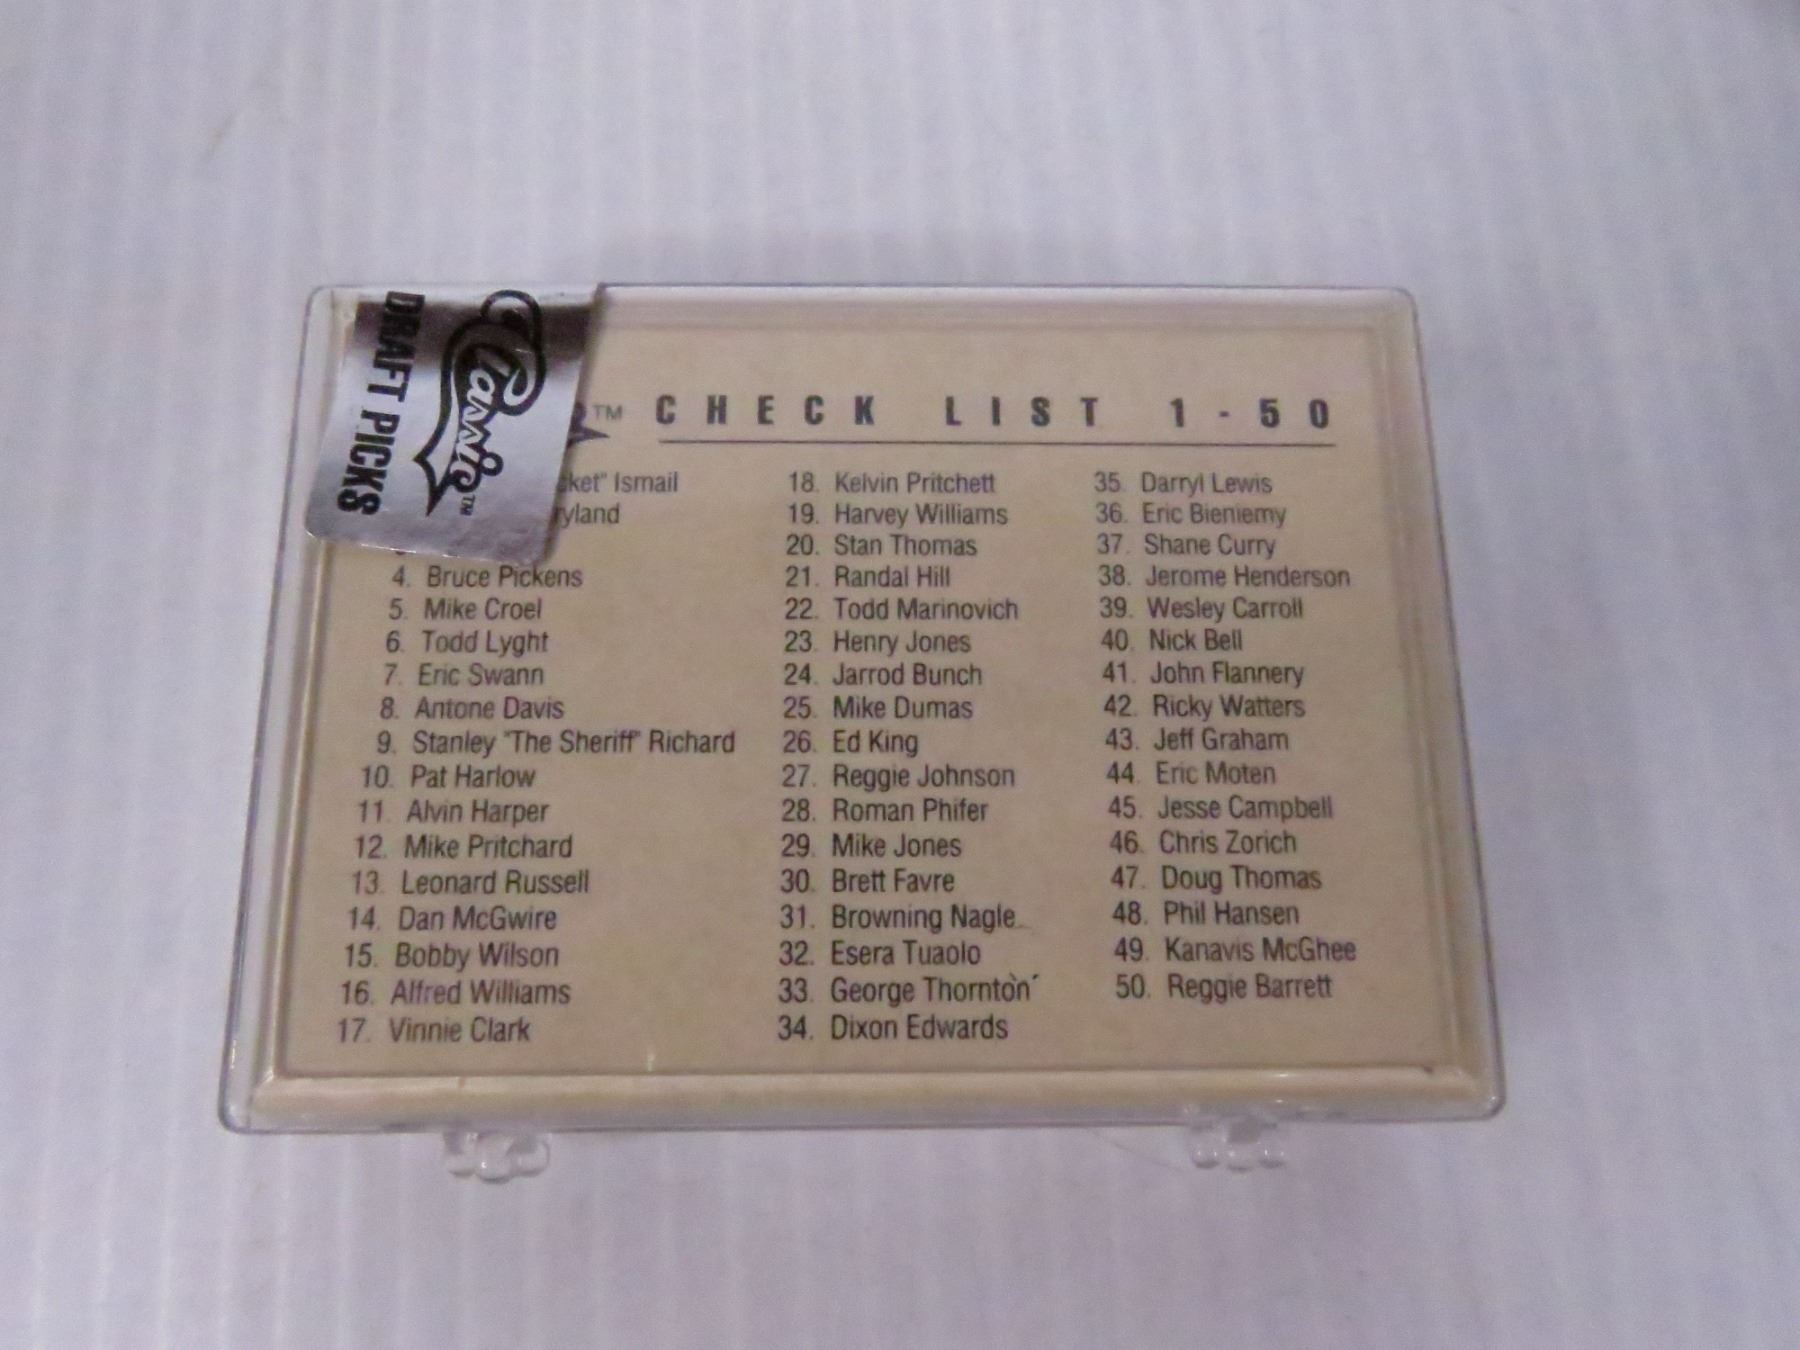 Classic™
DRAFT PICKS
™ CHECK LIST 1-50
cket" Ismail
yland
4. Bruce Pickens
5. Mike Croel
6. Todd Lyght
7. Eric Swann
8. Antone Davis
9. Stanley "The Sheriff" Richard
10. Pat Harlow
11. Alvin Harper
12. Mike Pritchard
13. Leonard Russell
14. Dan McGwire
15. Bobby Wilson
16. Alfred Williams
17. Vinnie Clark
18. Kelvin Pritchett
19. Harvey Williams
20. Stan Thomas
21. Randal Hill
22. Todd Marinovich
23. Henry Jones
24. Jarrod Bunch
25. Mike Dumas
26. Ed King
27. Reggie Johnson
28. Roman Phifer
29. Mike Jones
30. Brett Favre
31. Browning Nagle
32. Esera Tuaolo
33. George Thornton
34. Dixon Edwards
35. Darryl Lewis
36. Eric Bieniemy
37. Shane Curry
38. Jerome Henderson
39. Wesley Carroll
40. Nick Bell
41. John Flannery
42. Ricky Watters
43. Jeff Graham
44. Eric Moten
45. Jesse Campbell
46. Chris Zorich
47. Doug Thomas
48. Phil Hansen
49. Kanavis McGhee
50. Reggie Barrett